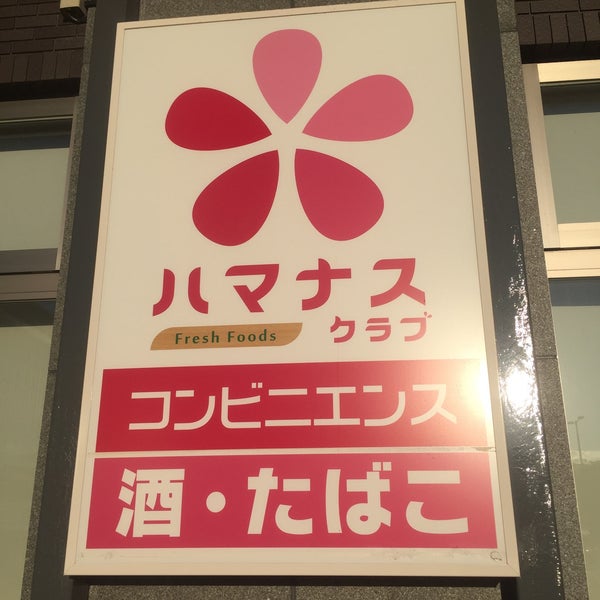 ハマナス
Fresh Foods
クラブ
コンビニエンス
酒・たばこ